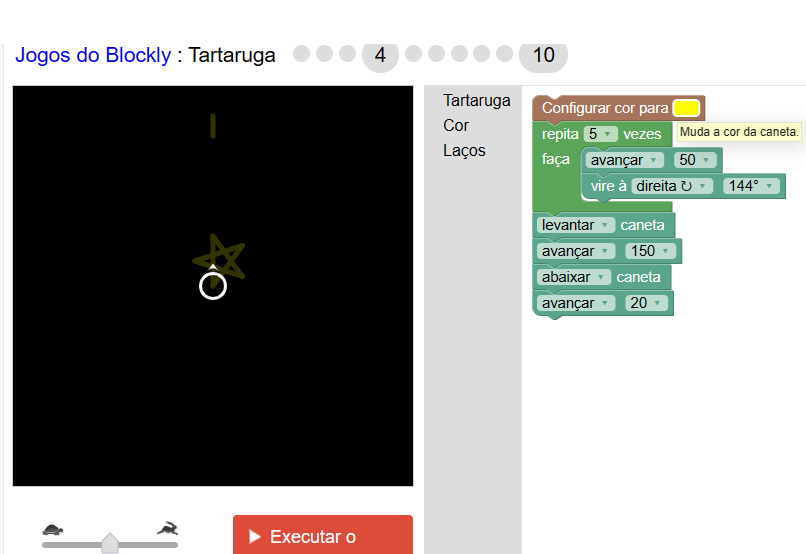 Jogos do Blockly : Tartaruga 4 10
Tartaruga
Cor
Laços
Configurar cor para
Muda a cor da caneta.
repita 5 vezes
faça avançar 50
vire à direita ↻ 144°
levantar caneta
avançar 150
abaixar caneta
avançar 20
Executar o